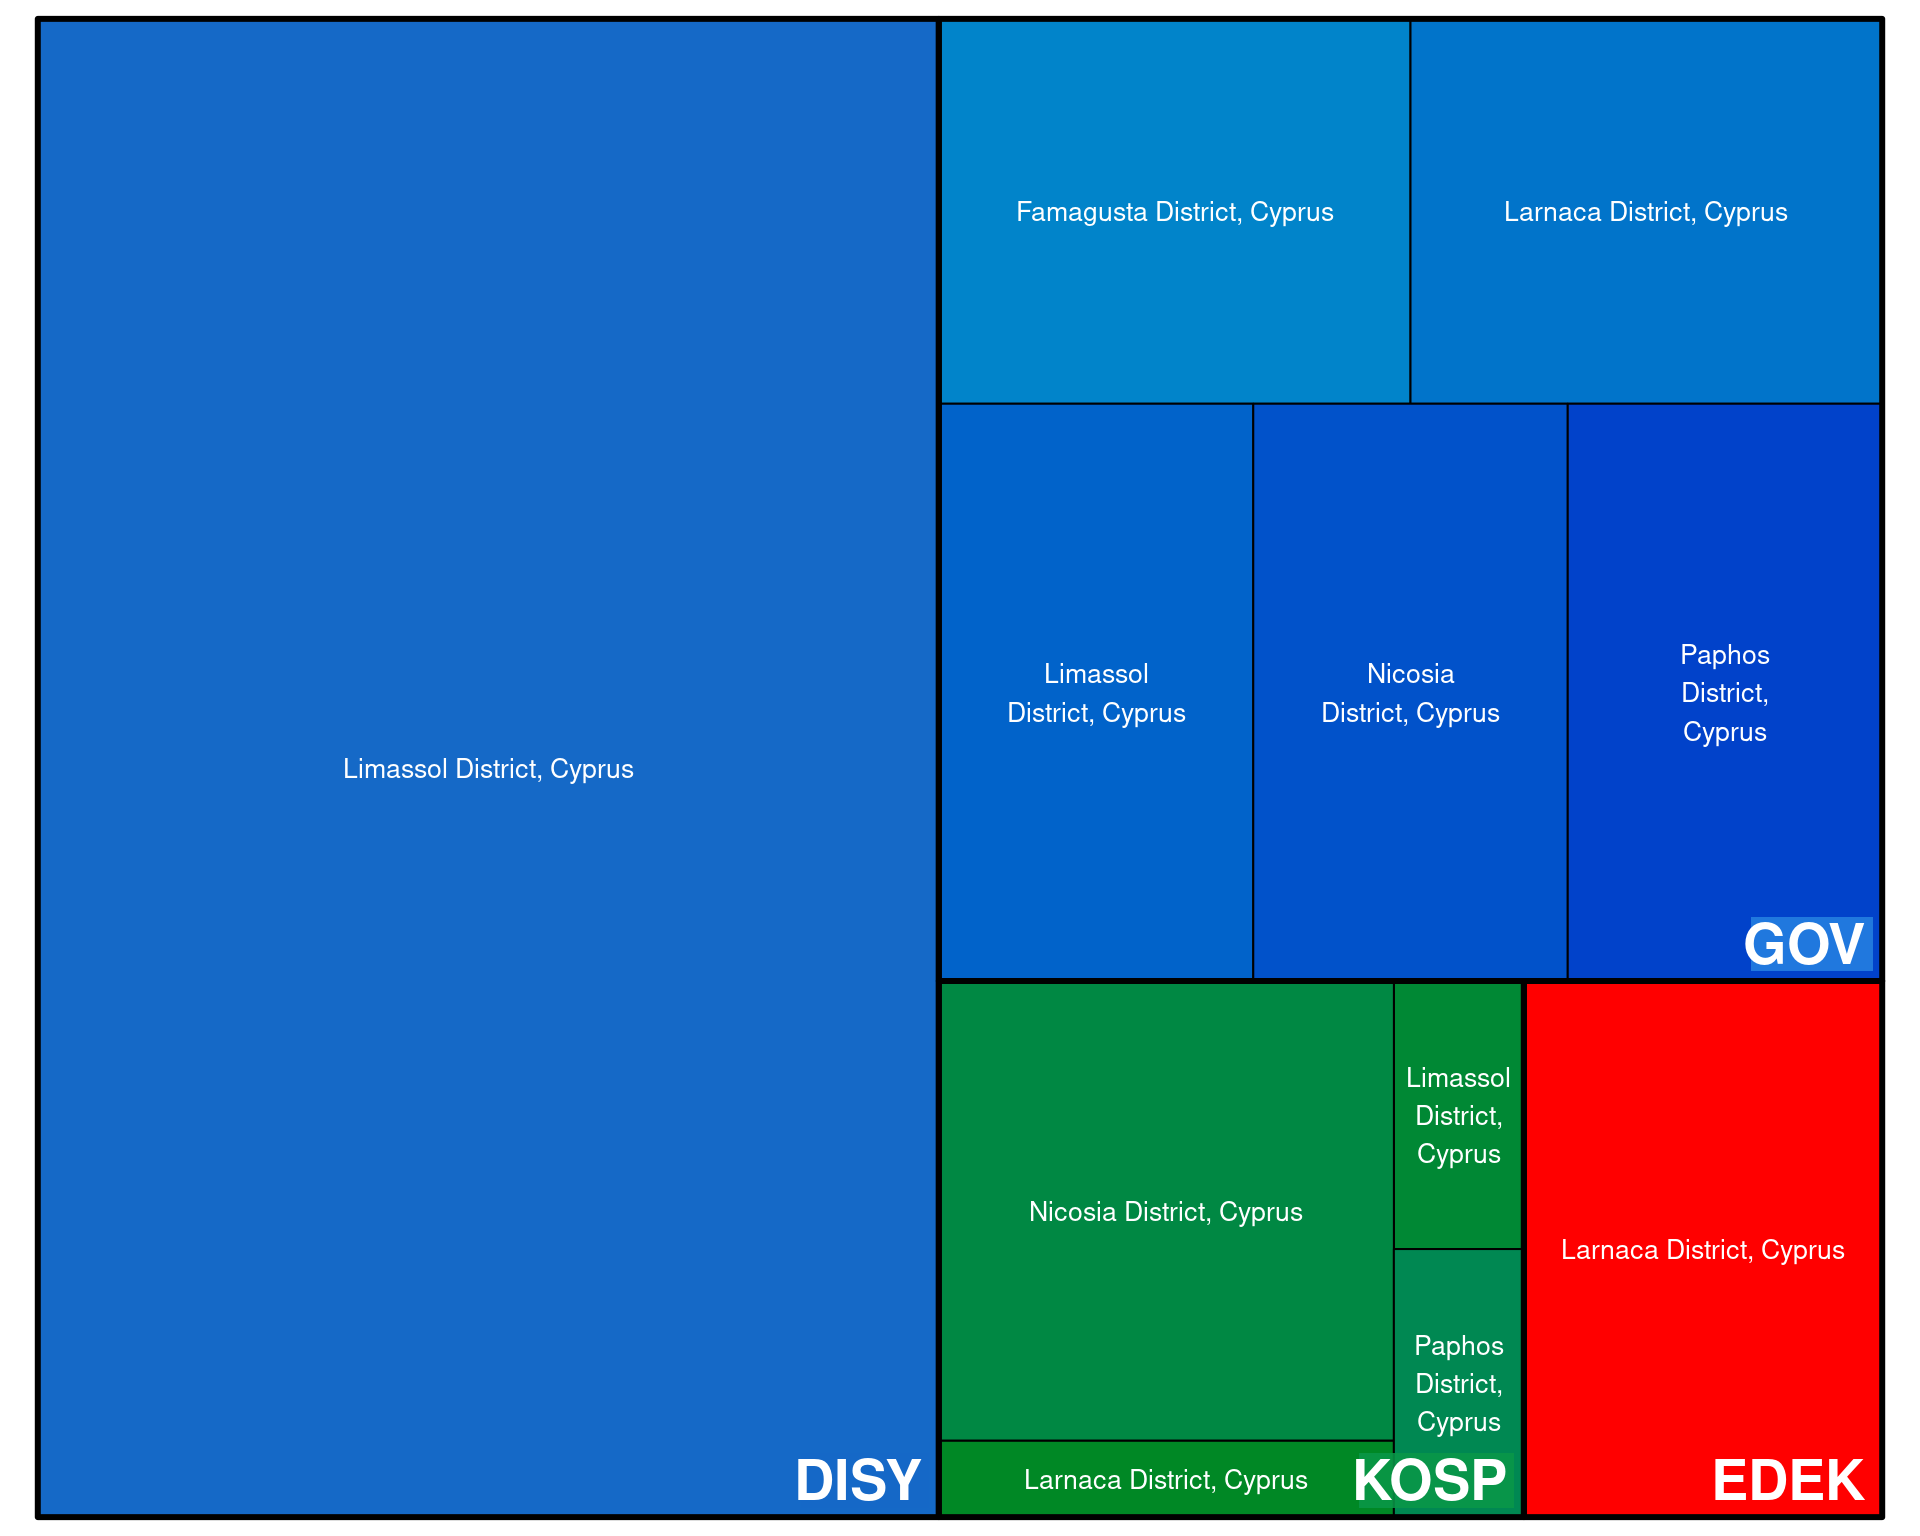 Famagusta District, Cyprus
Larnaca District, Cyprus
Limassol
District, Cyprus
Nicosia
District, Cyprus
Paphos
District,
Cyprus
Limassol District, Cyprus
GOV
Limassol
District,
Cyprus
Nicosia District, Cyprus
Larnaca District, Cyprus
Paphos
District,
Cyprus
Larnaca District, Cyprus
DISY
KOSP
EDEK